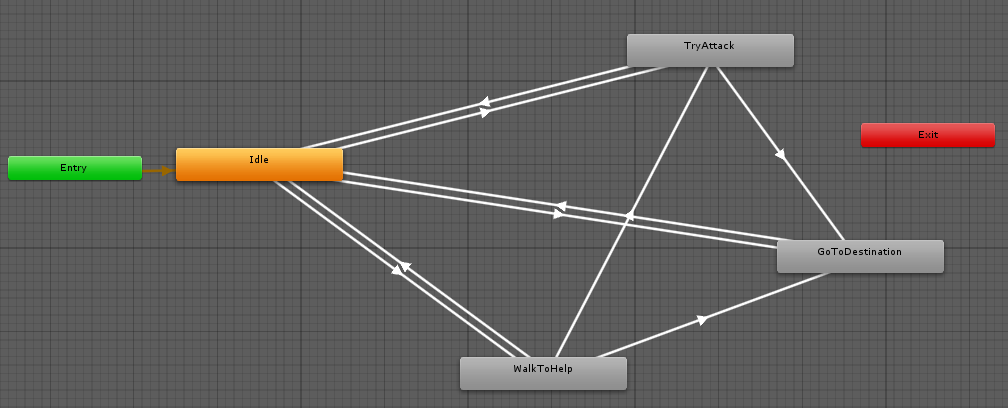 TryAttack
Exit
Idle
Entry
GoToDestination
WalkToHelp